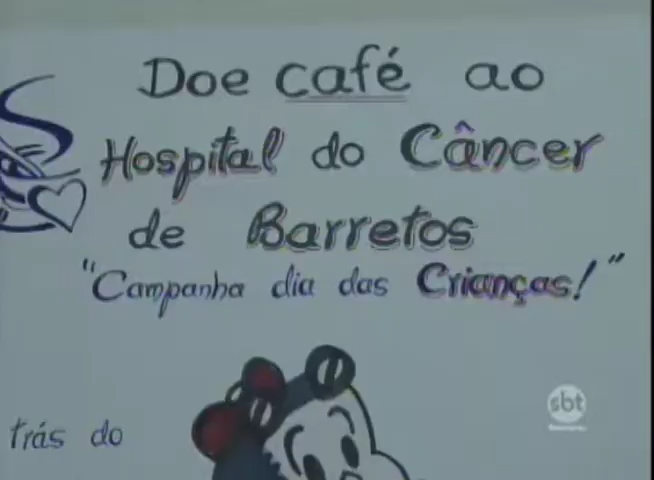 Doe café ao
Hospital do Câncer
de Barretos
"Campanha dia das Crianças!"
trás do
sbt